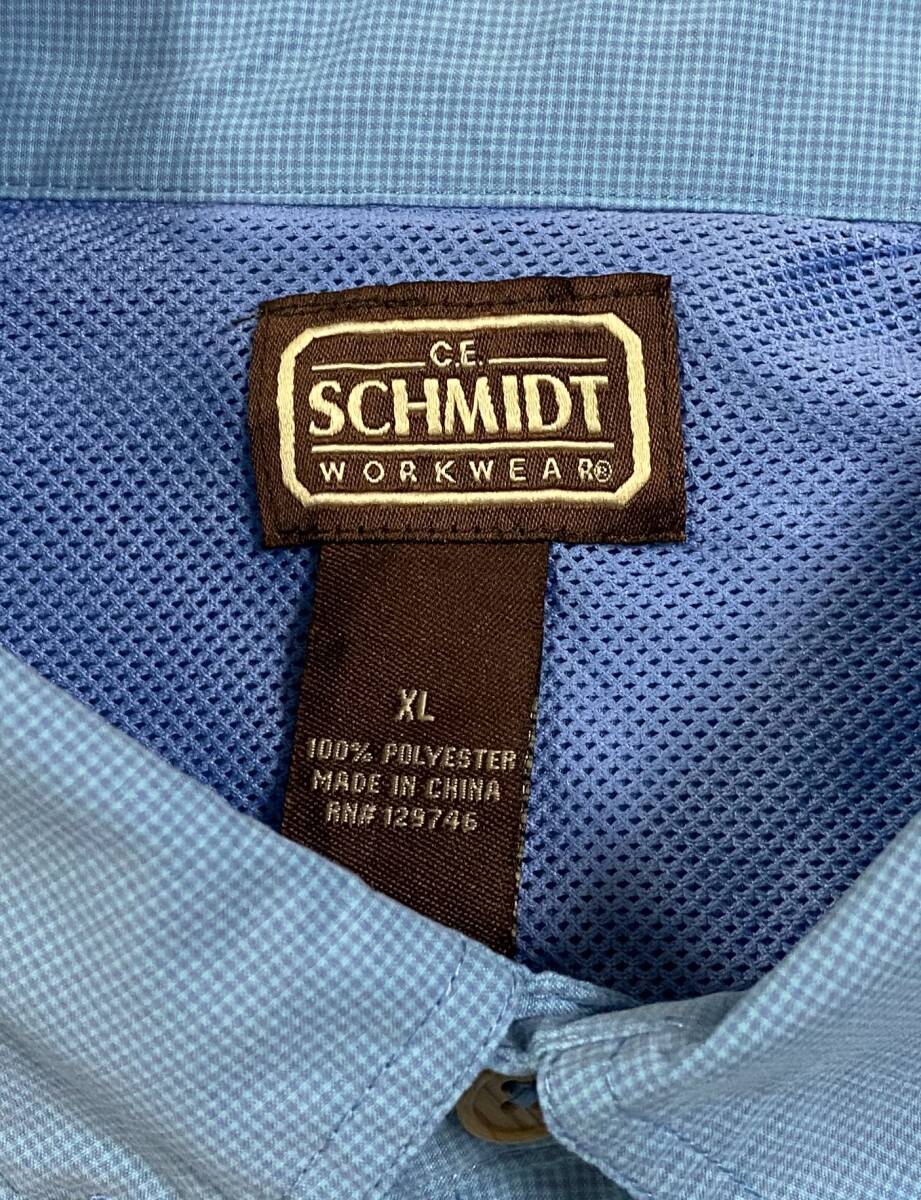 C.E.
SCHMIDT
WORKWEAR®
XL
100% POLYESTER
MADE IN CHINA
RN# 129746